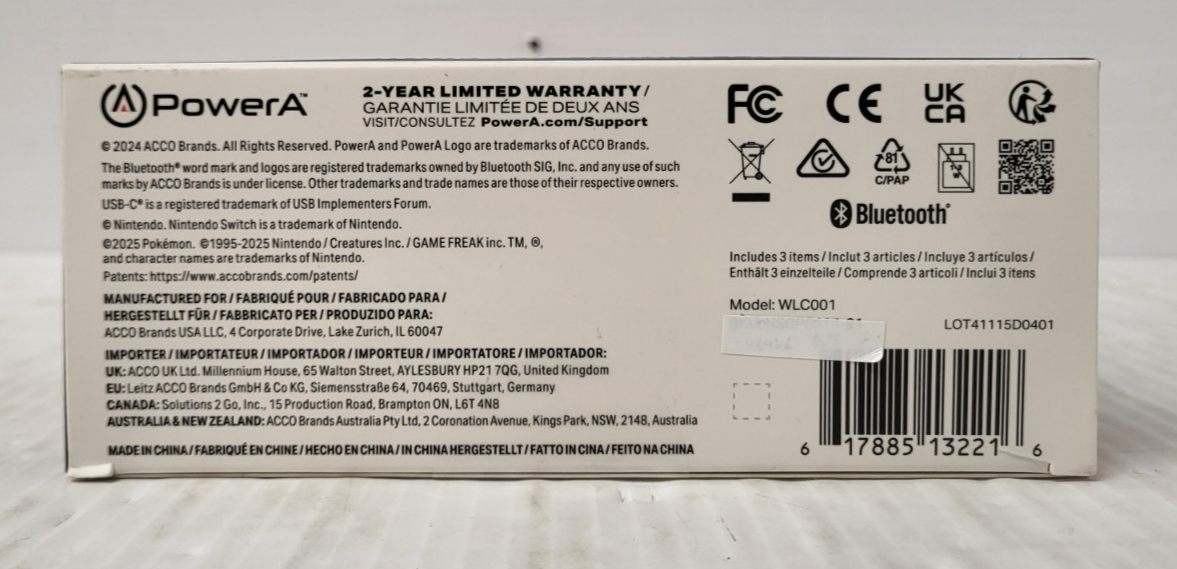 PowerA™
2-YEAR LIMITED WARRANTY /
GARANTIE LIMITÉE DE DEUX ANS
VISIT/CONSULTEZ PowerA.com/Support
© 2024 ACCO Brands. All Rights Reserved. PowerA and PowerA Logo are trademarks of ACCO Brands.
The Bluetooth® word mark and logos are registered trademarks owned by Bluetooth SIG, Inc. and any use of such
marks by ACCO Brands is under license. Other trademarks and trade names are those of their respective owners.
USB-C® is a registered trademark of USB Implementers Forum.
© Nintendo. Nintendo Switch is a trademark of Nintendo.
©2025 Pokémon. ©1995-2025 Nintendo / Creatures Inc. / GAME FREAK inc. TM, ®,
and character names are trademarks of Nintendo.
Patents: https://www.accobrands.com/patents/
MANUFACTURED FOR / FABRIQUÉ POUR / FABRICADO PARA /
HERGESTELLT FÜR / FABBRICATO PER / PRODUZIDO PARA:
ACCO Brands USA LLC, 4 Corporate Drive, Lake Zurich, IL 60047
IMPORTER / IMPORTATEUR / IMPORTADOR / IMPORTEUR / IMPORTATORE / IMPORTADOR:
UK: ACCO UK Ltd. Millennium House, 65 Walton Street, AYLESBURY HP21 7QG, United Kingdom
EU: Leitz ACCO Brands GmbH & Co KG, Siemensstraße 64, 70469, Stuttgart, Germany
CANADA: Solutions 2 Go, Inc., 15 Production Road, Brampton ON, L6T 4N8
AUSTRALIA & NEW ZEALAND: ACCO Brands Australia Pty Ltd, 2 Coronation Avenue, Kings Park, NSW, 2148, Australia
MADE IN CHINA / FABRIQUÉ EN CHINE / HECHO EN CHINA / IN CHINA HERGESTELLT / FATTO IN CINA / FEITO NA CHINA
FC CE UK
CA
81
C/PAP
Bluetooth®
Includes 3 items / Inclut 3 articles / Incluye 3 artículos /
Enthält 3 einzelteile / Comprende 3 articoli / Inclui 3 itens
Model: WLC001
LOT41115D0401
6 17885 13221 6